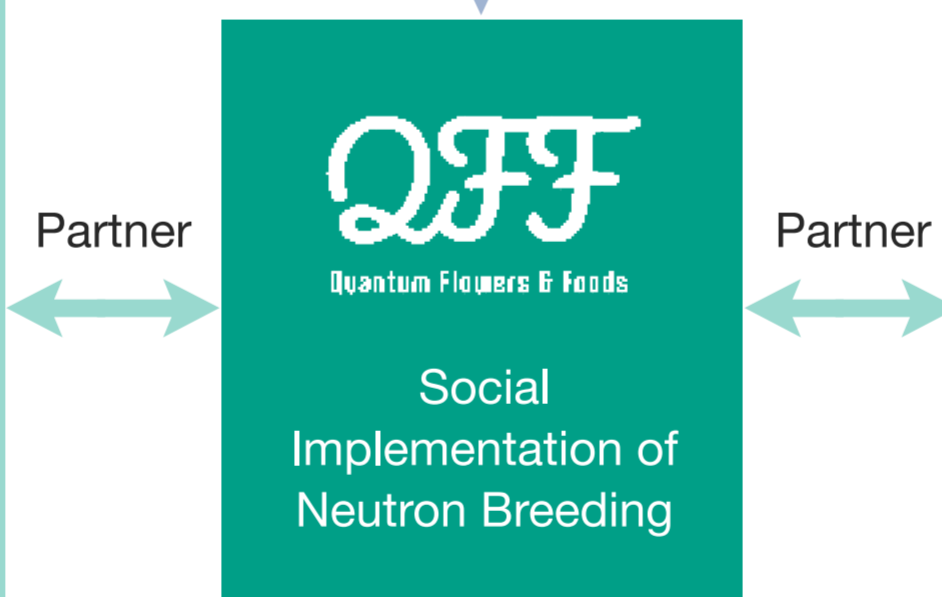 QFF
Quantum Flowers & Foods
Partner
Partner
Social
Implementation of
Neutron Breeding